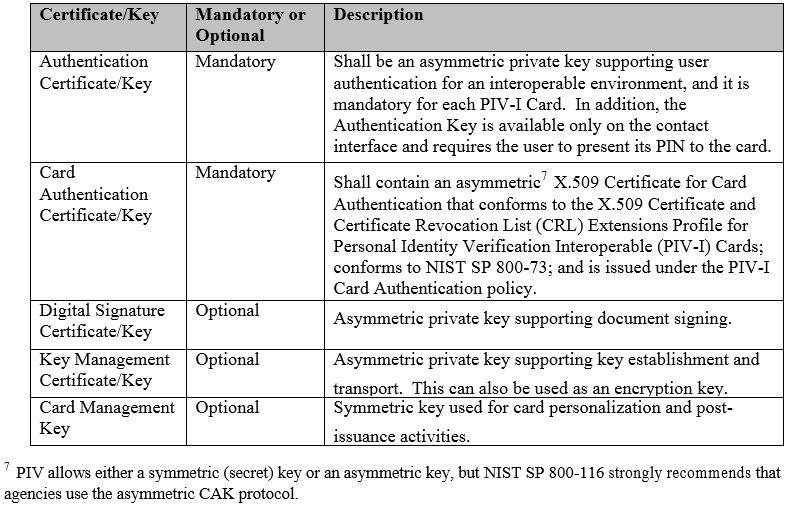 Certificate/Key Mandatory or Description
Optional
Authentication Mandatory Shall be an asymmetric private key supporting user
Certificate/Key authentication for an interoperable environment, and it is
mandatory for each PIV-I Card. In addition, the
Authentication Key is available only on the contact
interface and requires the user to present its PIN to the card.
Card Mandatory Shall contain an asymmetric7 X.509 Certificate for Card
Authentication Authentication that conforms to the X.509 Certificate and
Certificate/Key Certificate Revocation List (CRL) Extensions Profile for
Personal Identity Verification Interoperable (PIV-I) Cards;
conforms to NIST SP 800-73; and is issued under the PIV-I
Card Authentication policy.
Digital Signature Optional Asymmetric private key supporting document signing.
Certificate/Key
Key Management Optional Asymmetric private key supporting key establishment and
Certificate/Key transport. This can also be used as an encryption key.
Card Management Optional Symmetric key used for card personalization and post-
Key issuance activities.
7 PIV allows either a symmetric (secret) key or an asymmetric key, but NIST SP 800-116 strongly recommends that
agencies use the asymmetric CAK protocol.